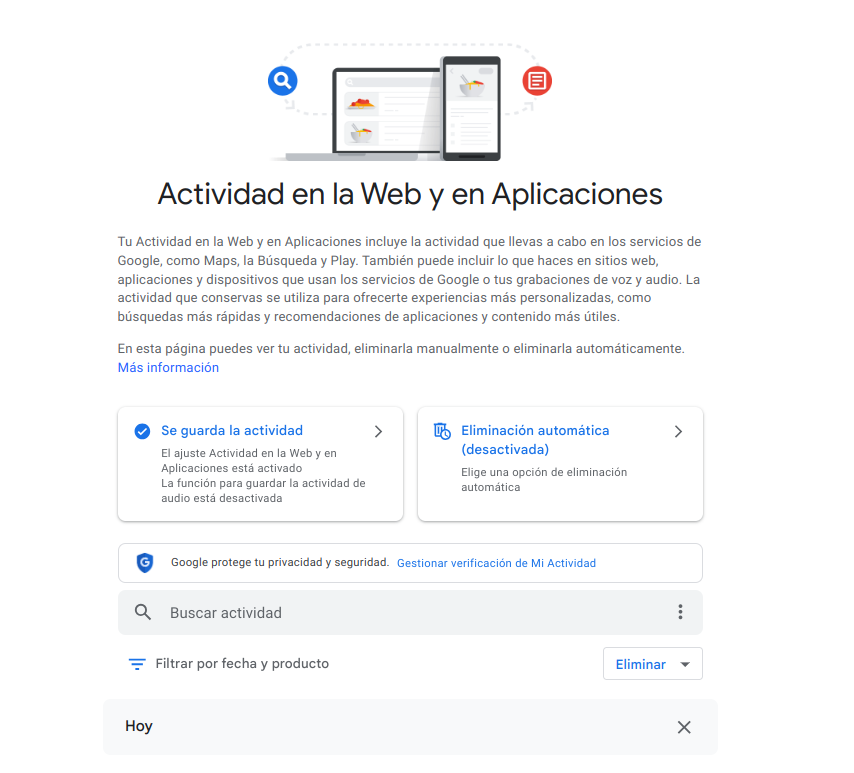 Actividad en la Web y en Aplicaciones
Tu Actividad en la Web y en Aplicaciones incluye la actividad que llevas a cabo en los servicios de
Google, como Maps, la Búsqueda y Play. También puede incluir lo que haces en sitios web,
aplicaciones y dispositivos que usan los servicios de Google o tus grabaciones de voz y audio. La
actividad que conservas se utiliza para ofrecerte experiencias más personalizadas, como
búsquedas más rápidas y recomendaciones de aplicaciones y contenido más útiles.
En esta página puedes ver tu actividad, eliminarla manualmente o eliminarla automáticamente.
Más información
Se guarda la actividad
El ajuste Actividad en la Web y en
Aplicaciones está activado
La función para guardar la actividad de
audio está desactivada
Eliminación automática
(desactivada)
Elige una opción de eliminación
automática
G
Google protege tu privacidad y seguridad. Gestionar verificación de Mi Actividad
Buscar actividad
Filtrar por fecha y producto
Eliminar
Hoy